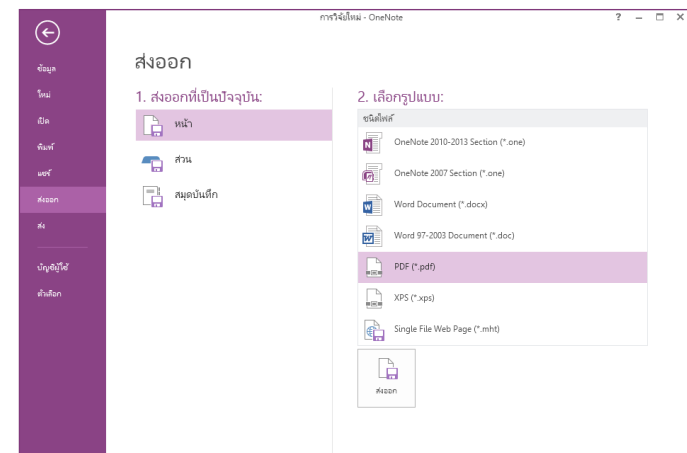 การวิจัยใหม่ - OneNote
ข้อมูล
ใหม่
เปิด
พิมพ์
แชร์
ส่งออก
ส่ง
บัญชีผู้ใช้
ตัวเลือก
ส่งออก
1. ส่งออกที่เป็นปัจจุบัน:
หน้า
ส่วน
สมุดบันทึก
2. เลือกรูปแบบ:
ชนิดไฟล์
OneNote 2010-2013 Section (*.one)
OneNote 2007 Section (*.one)
Word Document (*.docx)
Word 97-2003 Document (*.doc)
PDF (*.pdf)
XPS (*.xps)
Single File Web Page (*.mht)
ส่งออก